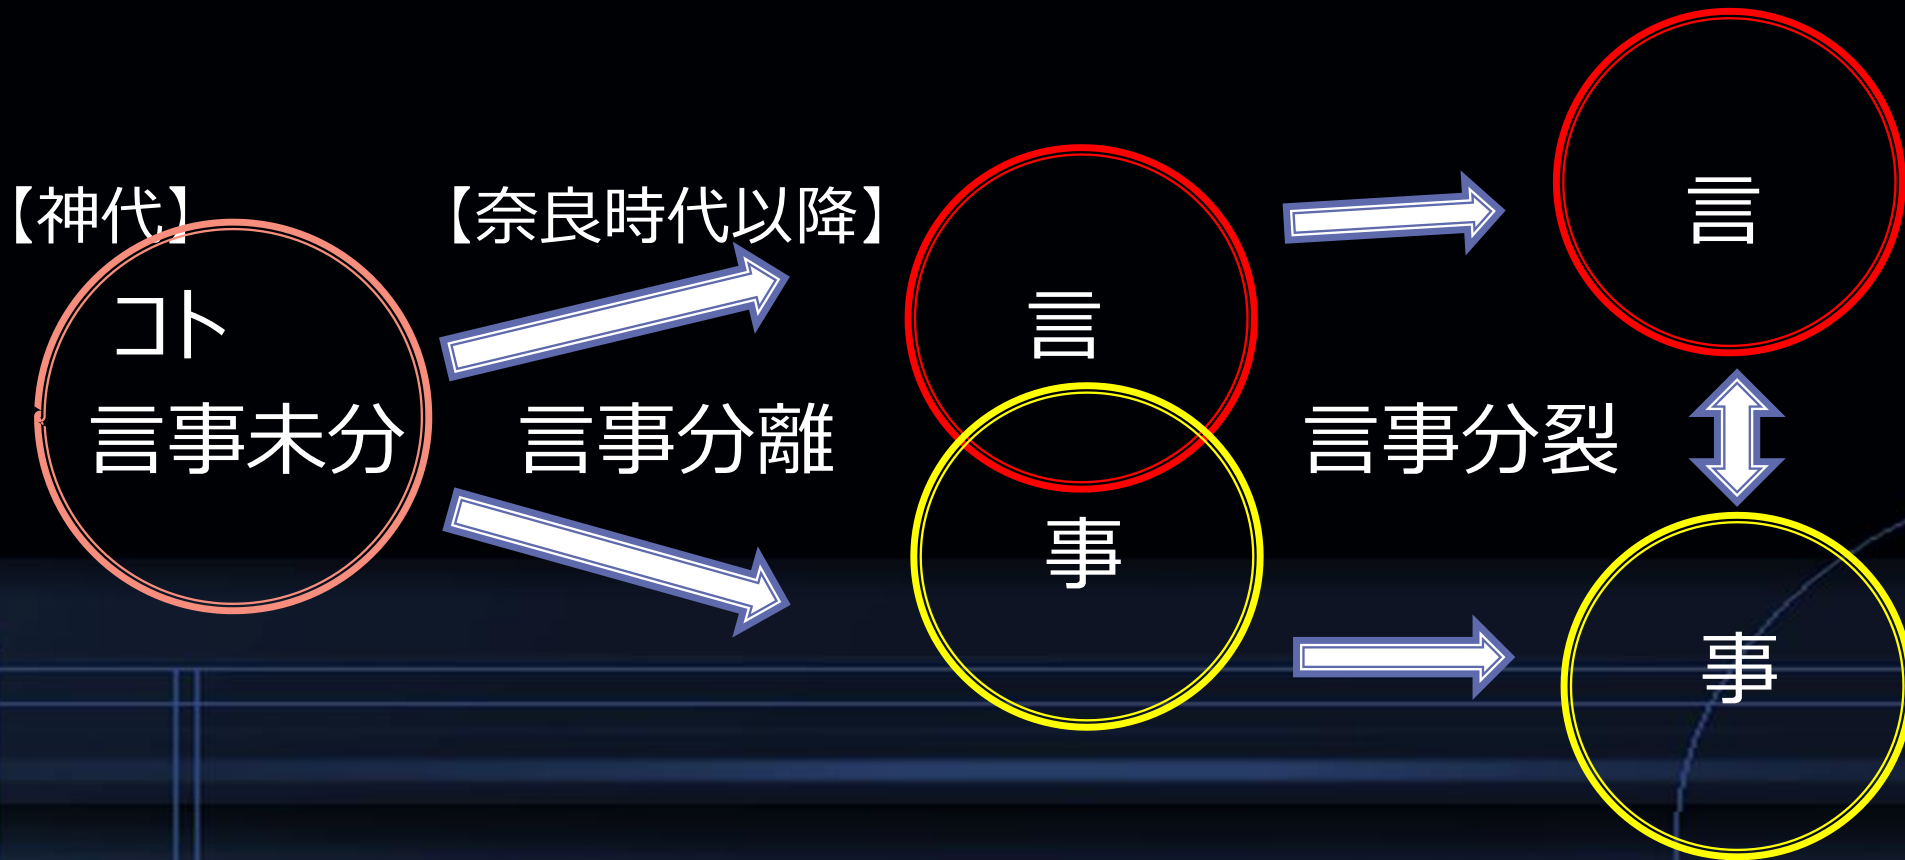 【神代】
【奈良時代以降】
コト
言事未分
言事分離
言
事
言事分裂
言
事